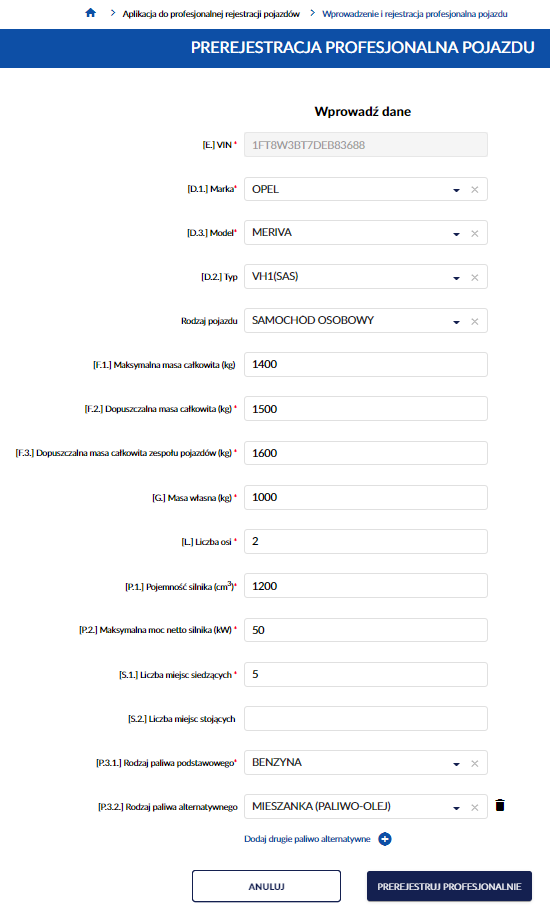 Aplikacja do profesjonalnej rejestracji pojazdów > Wprowadzenie i rejestracja profesjonalna pojazdu
PREREJESTRACJA PROFESJONALNA POJAZDU
Wprowadź dane
[E.] VIN * 1FT8W3BT7DEB83688
[D.1.] Marka* OPEL
[D.3.] Model* MERIVA
[D.2.] Typ VH1(SAS)
Rodzaj pojazdu SAMOCHOD OSOBOWY
[F.1.] Maksymalna masa całkowita (kg) 1400
[F.2.] Dopuszczalna masa całkowita (kg) * 1500
[F.3.] Dopuszczalna masa całkowita zespołu pojazdów (kg) * 1600
[G.] Masa własna (kg) * 1000
[L.] Liczba osi * 2
[P.1.] Pojemność silnika (cm³)* 1200
[P.2.] Maksymalna moc netto silnika (kW) * 50
[S.1.] Liczba miejsc siedzących * 5
[S.2.] Liczba miejsc stojących
[P.3.1.] Rodzaj paliwa podstawowego* BENZYNA
[P.3.2.] Rodzaj paliwa alternatywnego MIESZANKA (PALIWO-OLEJ)
Dodaj drugie paliwo alternatywne
ANULUJ PREREJESTRUJ PROFESJONALNIE